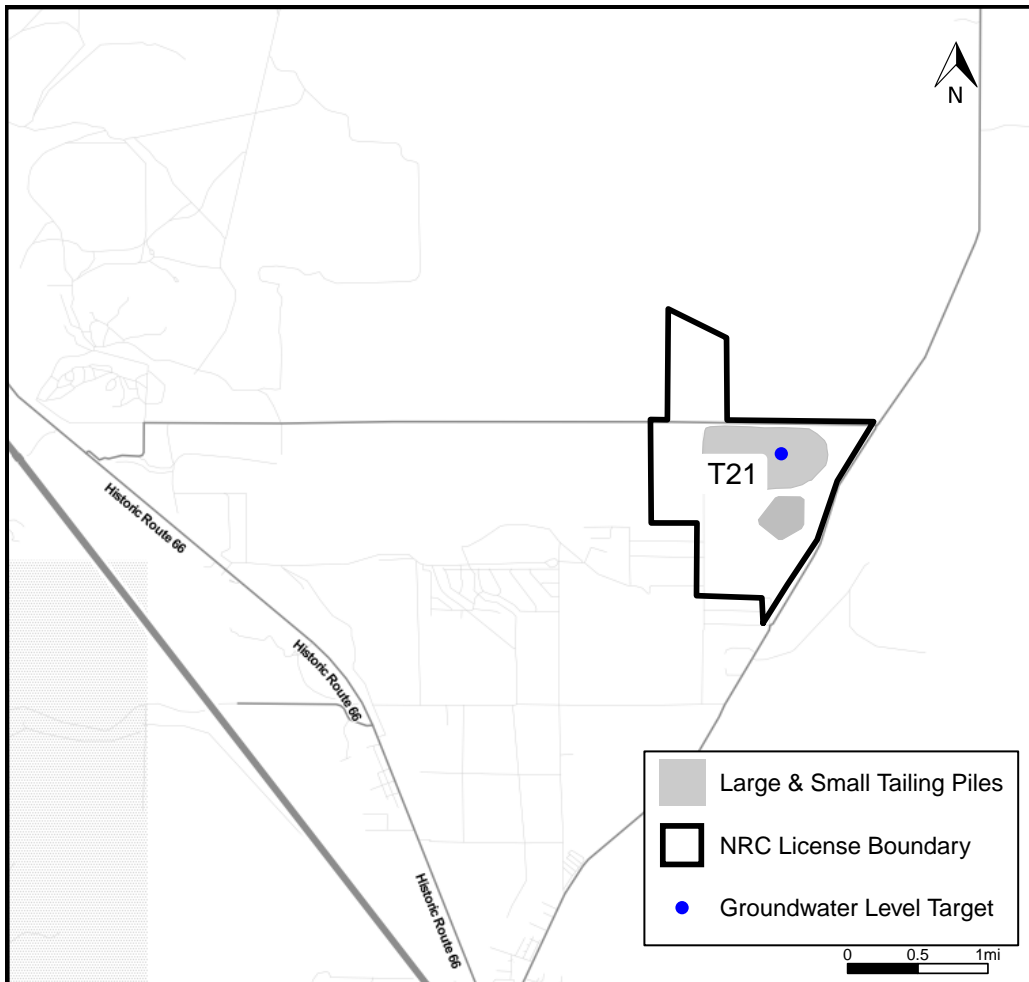 N
T21
Historic Route 66
Historic Route 66
Historic Route 66
Large & Small Tailing Piles
NRC License Boundary
Groundwater Level Target
0 0.5 1mi